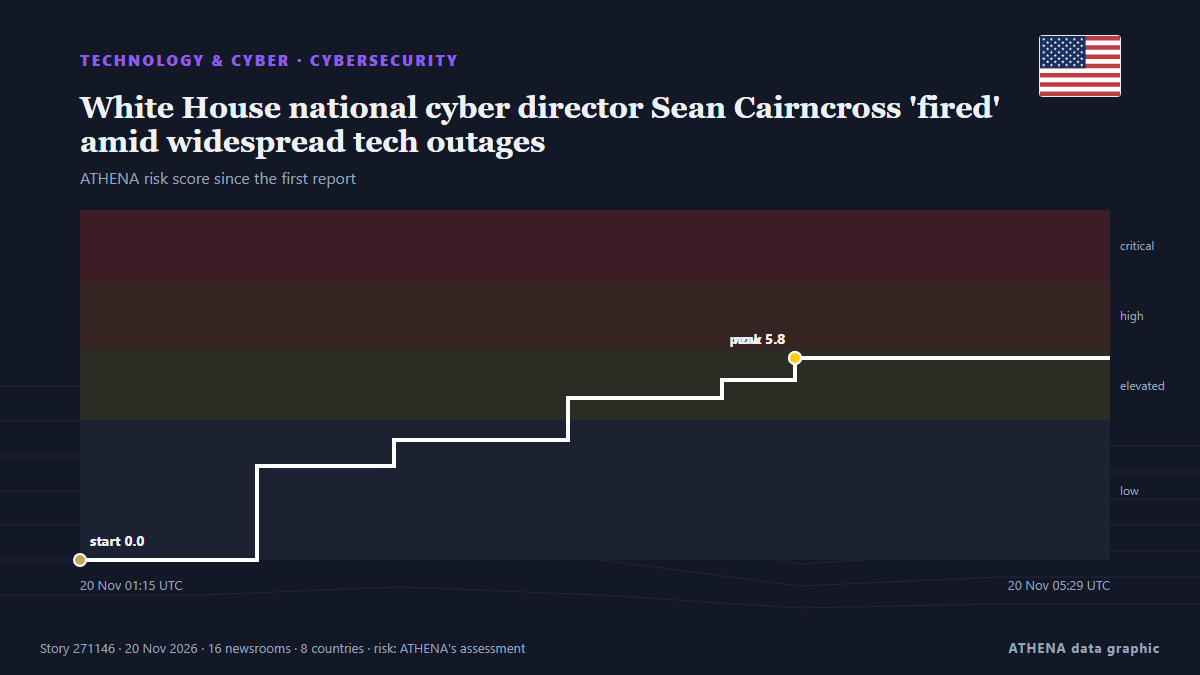 TECHNOLOGY & CYBER · CYBERSECURITY
White House national cyber director Sean Cairncross 'fired'
amid widespread tech outages
ATHENA risk score since the first report
critical
high
peak 5.8
elevated
low
start 0.0
20 Nov 01:15 UTC
20 Nov 05:29 UTC
Story 271146 · 20 Nov 2026 · 16 newsrooms · 8 countries · risk: ATHENA's assessment
ATHENA data graphic